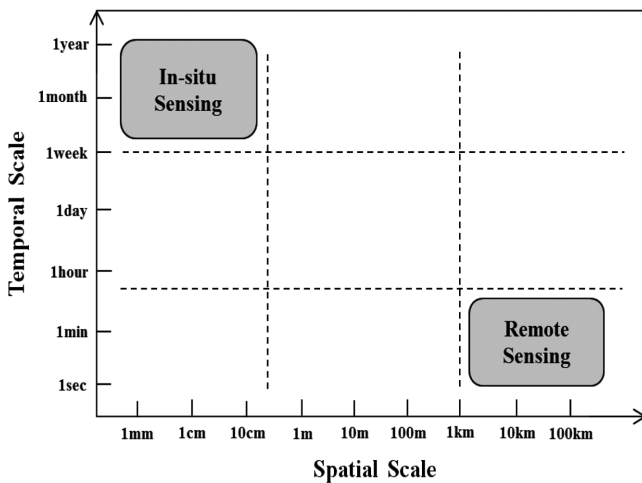 1year
In-situ
Sensing
1month
1week
1day
1hour
Remote
Sensing
1min
1sec
Temporal Scale
1mm 1cm 10cm 1m 10m 100m 1km 10km 100km
Spatial Scale